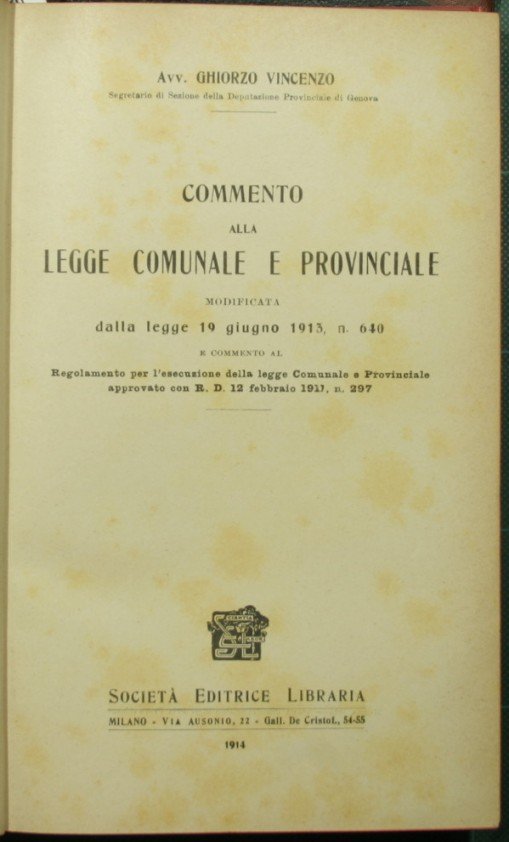 Avv. GHIORZO VINCENZO
Segretario di Sezione della Deputazione Provinciale di Genova
COMMENTO
ALLA
LEGGE COMUNALE E PROVINCIALE
MODIFICATA
dalla legge 19 giugno 1913, n. 640
E COMMENTO AL
Regolamento per l'esecuzione della legge Comunale e Provinciale
approvato con R. D. 12 febbraio 1911, n. 297
SOCIETÀ EDITRICE LIBRARIA
MILANO - VIA AUSONIO, 22 - Gall. De Cristof., 54-55
1914